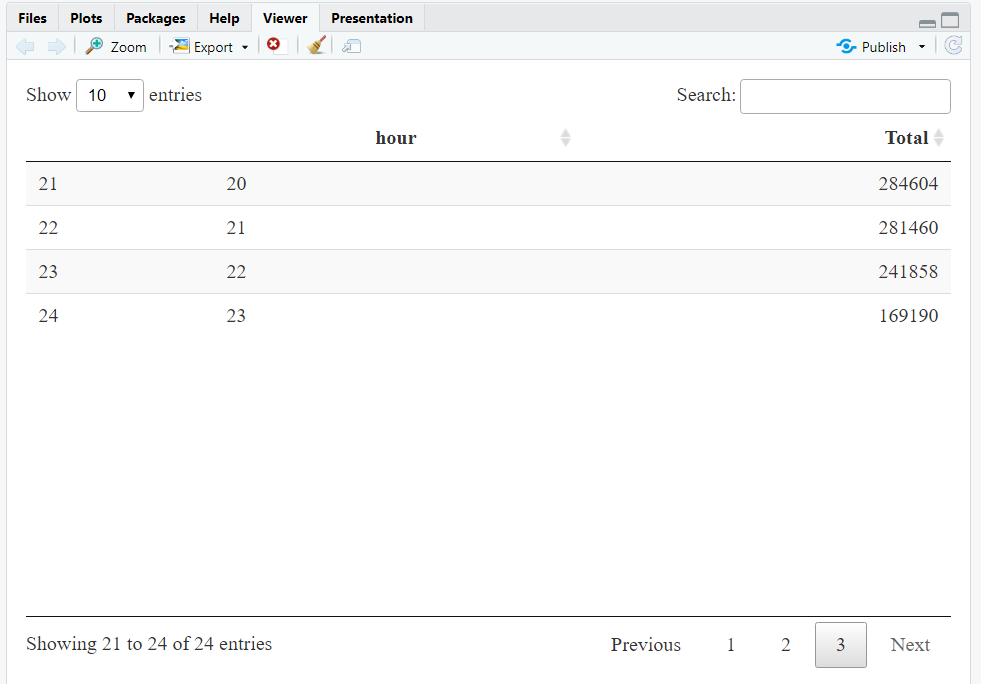 Files Plots Packages Help Viewer Presentation
Zoom Export Publish
Show 10 entries Search:
hour Total
21 20 284604
22 21 281460
23 22 241858
24 23 169190
Showing 21 to 24 of 24 entries Previous 1 2 3 Next